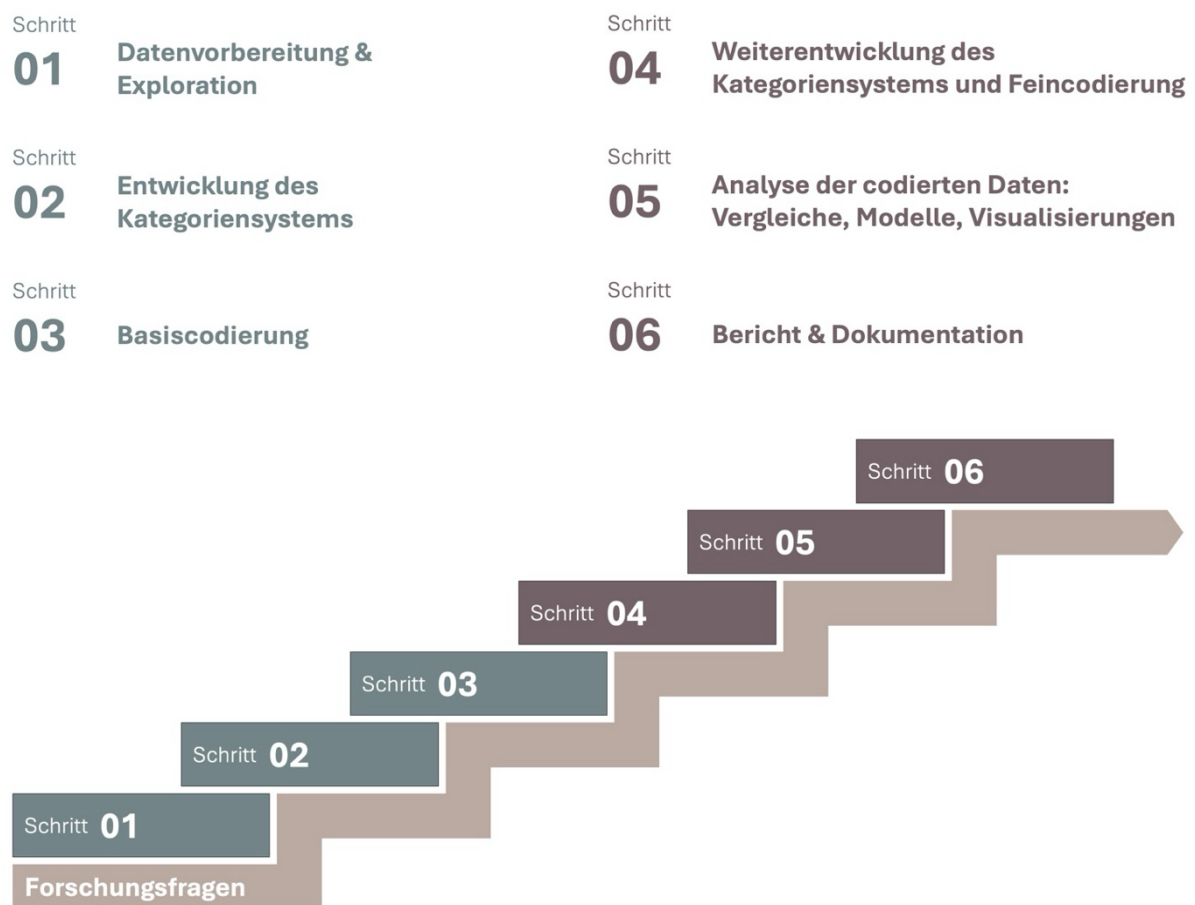 Schritt
01 Datenvorbereitung &
Exploration
Schritt
02 Entwicklung des
Kategoriensystems
Schritt
03 Basiscodierung
Schritt
04 Weiterentwicklung des
Kategoriensystems und Feincodierung
Schritt
05 Analyse der codierten Daten:
Vergleiche, Modelle, Visualisierungen
Schritt
06 Bericht & Dokumentation
Schritt 06
Schritt 05
Schritt 04
Schritt 03
Schritt 02
Schritt 01
Forschungsfragen